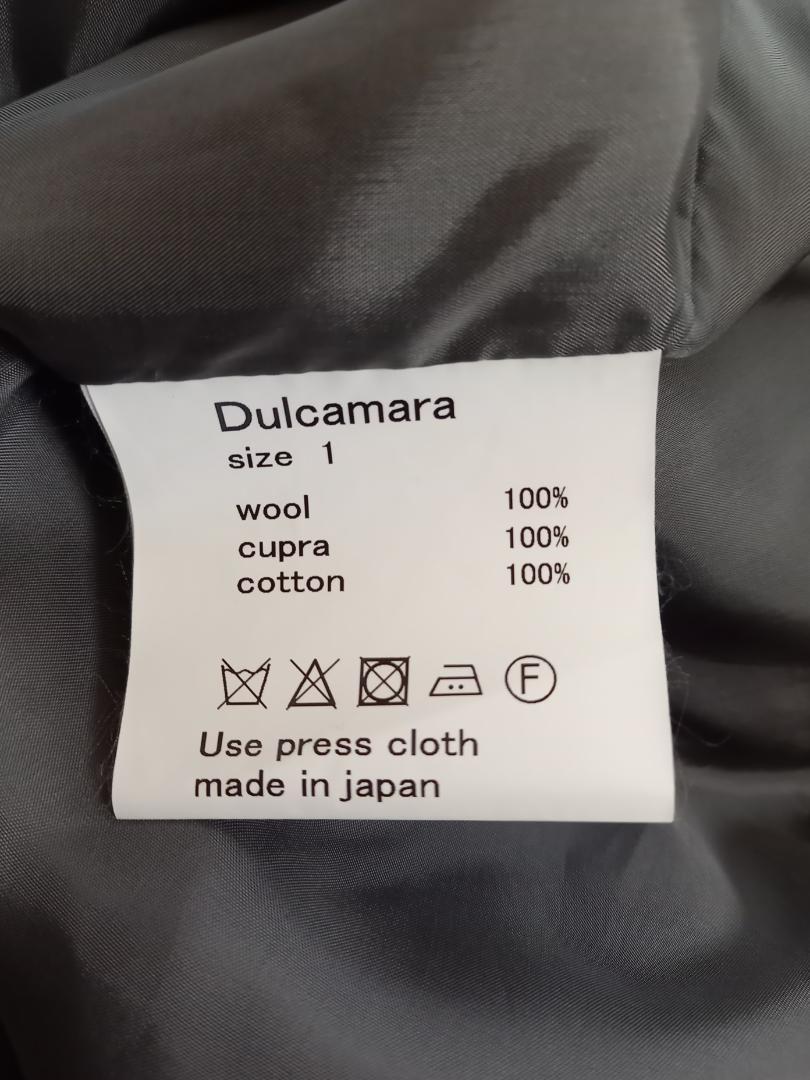 Dulcamara
size 1
wool 100%
cupra 100%
cotton 100%
F
Use press cloth
made in japan